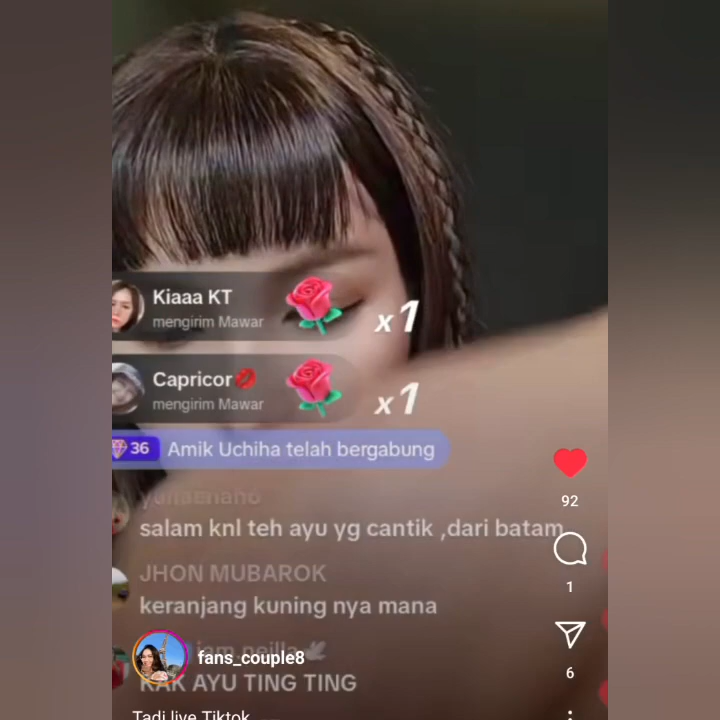 Kiaaa KT
mengirim Mawar
x1
Capricor
mengirim Mawar
x1
36 Amik Uchiha telah bergabung
salam knl teh ayu yg cantik ,dari batam
92
JHON MUBAROK
1
keranjang kuning nya mana
fans_couple8
6
KAK AYU TING TING
Tadi live Tiktok